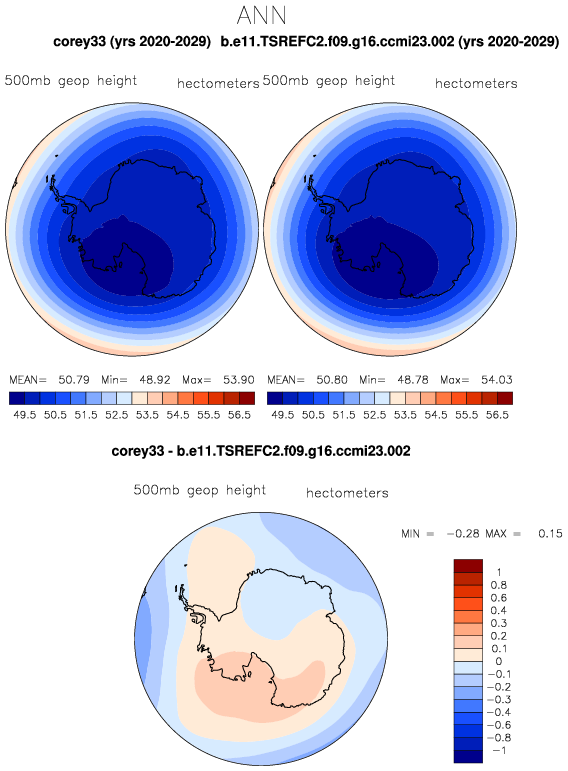 ANN
corey33 (yrs 2020-2029) b.e11.TSREFC2.f09.g16.ccmi23.002 (yrs 2020-2029)
500mb geop height hectometers 500mb geop height hectometers
MEAN= 50.79 Min= 48.92 Max= 53.90 MEAN= 50.80 Min= 48.78 Max= 54.03
49.5 50.5 51.5 52.5 53.5 54.5 55.5 56.5 49.5 50.5 51.5 52.5 53.5 54.5 55.5 56.5
corey33 - b.e11.TSREFC2.f09.g16.ccmi23.002
500mb geop height hectometers
MIN = -0.28 MAX = 0.15
1
0.8
0.6
0.4
0.3
0.2
0.1
0
-0.1
-0.2
-0.3
-0.4
-0.6
-0.8
-1